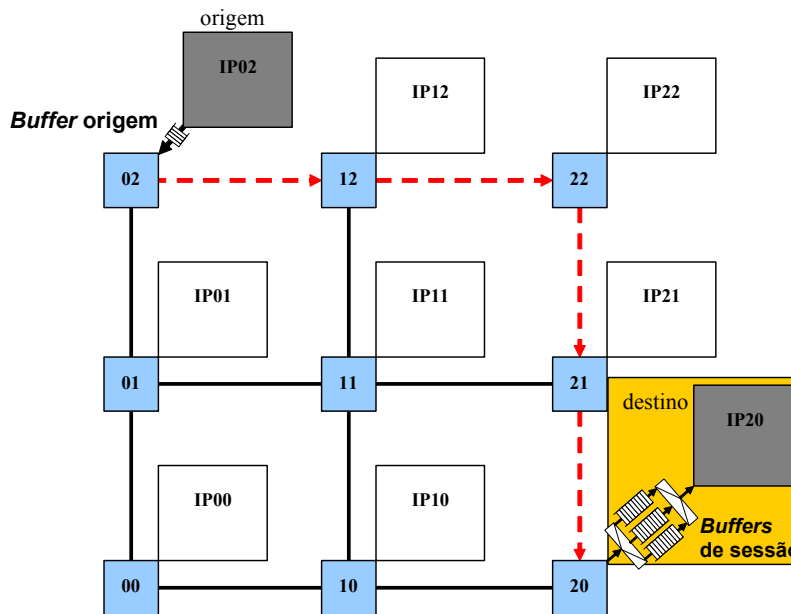 origem
IP02
IP12
IP22
Buffer origem
02
12
22
IP01
IP11
IP21
01
11
21
destino
IP20
IP00
IP10
Buffers
de sessão
00
10
20